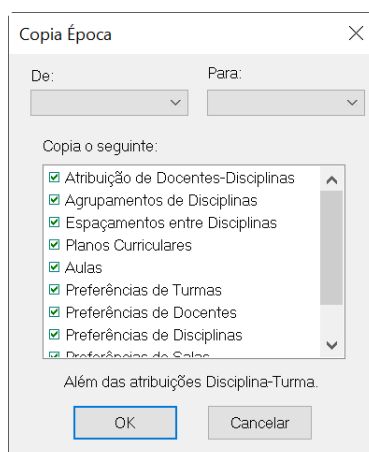 Copia Época
De: Para:
Copia o seguinte:
Atribuição de Docentes-Disciplinas
Agrupamentos de Disciplinas
Espaçamentos entre Disciplinas
Planos Curriculares
Aulas
Preferências de Turmas
Preferências de Docentes
Preferências de Disciplinas
Preferências de Salas
Além das atribuições Disciplina-Turma.
OK Cancelar